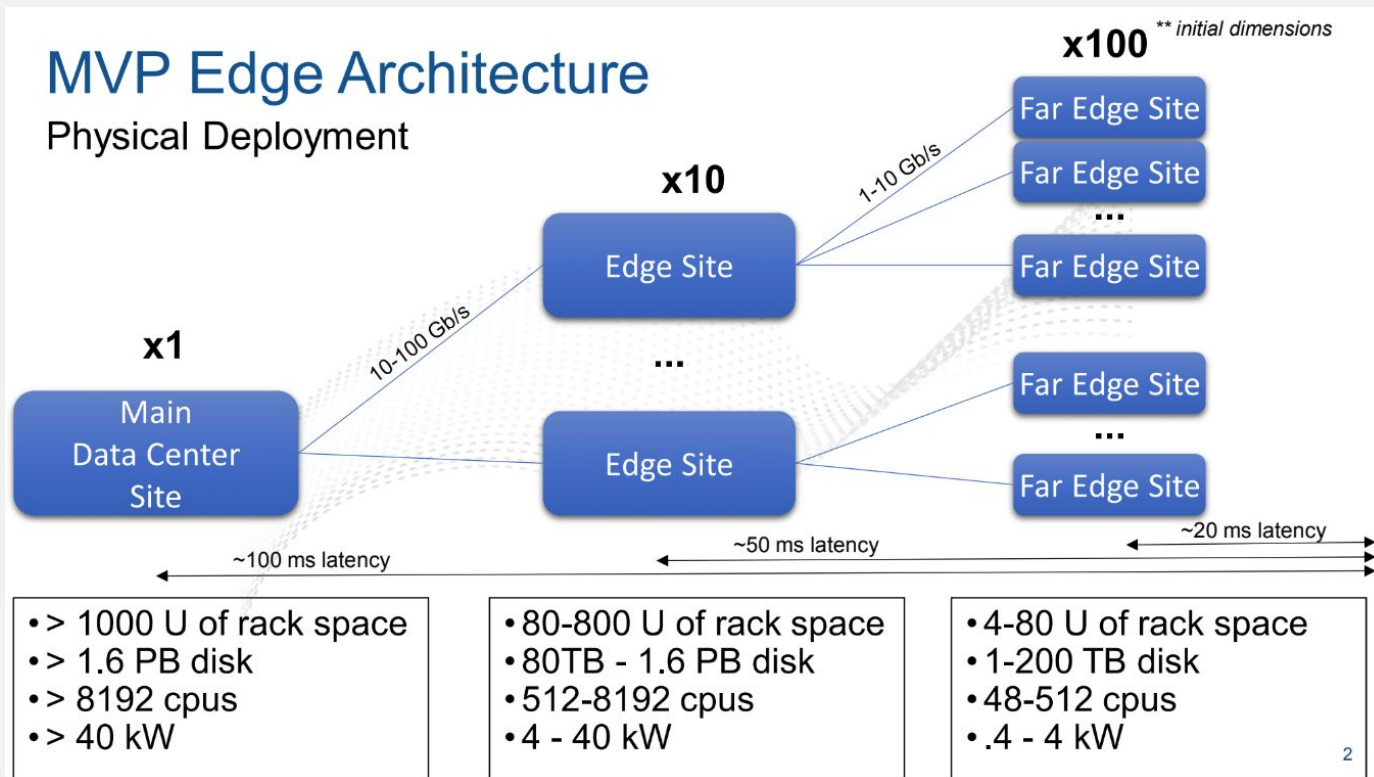 MVP Edge Architecture
Physical Deployment
** initial dimensions
x100
x10
x1
Far Edge Site
Far Edge Site
...
Far Edge Site
1-10 Gb/s
Edge Site
10-100 Gb/s
...
Main
Data Center
Site
Edge Site
Far Edge Site
...
Far Edge Site
~20 ms latency
~50 ms latency
~100 ms latency
• > 1000 U of rack space
• > 1.6 PB disk
• > 8192 cpus
• > 40 kW
• 80-800 U of rack space
• 80TB - 1.6 PB disk
• 512-8192 cpus
• 4 - 40 kW
• 4-80 U of rack space
• 1-200 TB disk
• 48-512 cpus
• .4 - 4 kW
2